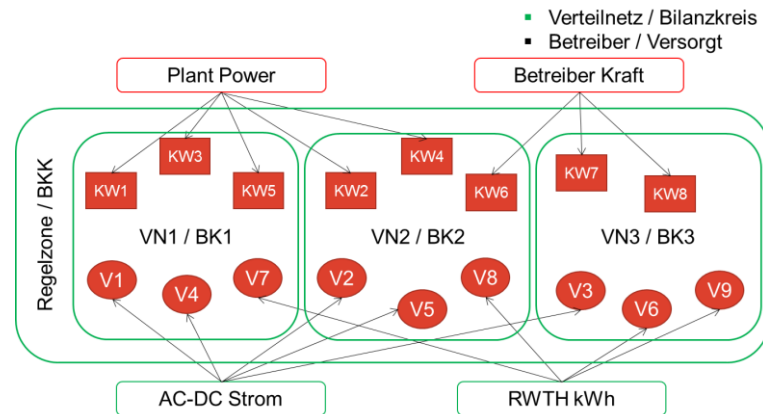 Verteilnetz / Bilanzkreis
Betreiber / Versorgt
Plant Power
Betreiber Kraft
Regelzone / BKK
KW3
KW4
KW7
KW1
KW5
KW2
KW6
KW8
VN1 / BK1
VN2 / BK2
VN3 / BK3
V1
V4
V7
V2
V5
V8
V3
V6
V9
AC-DC Strom
RWTH kWh